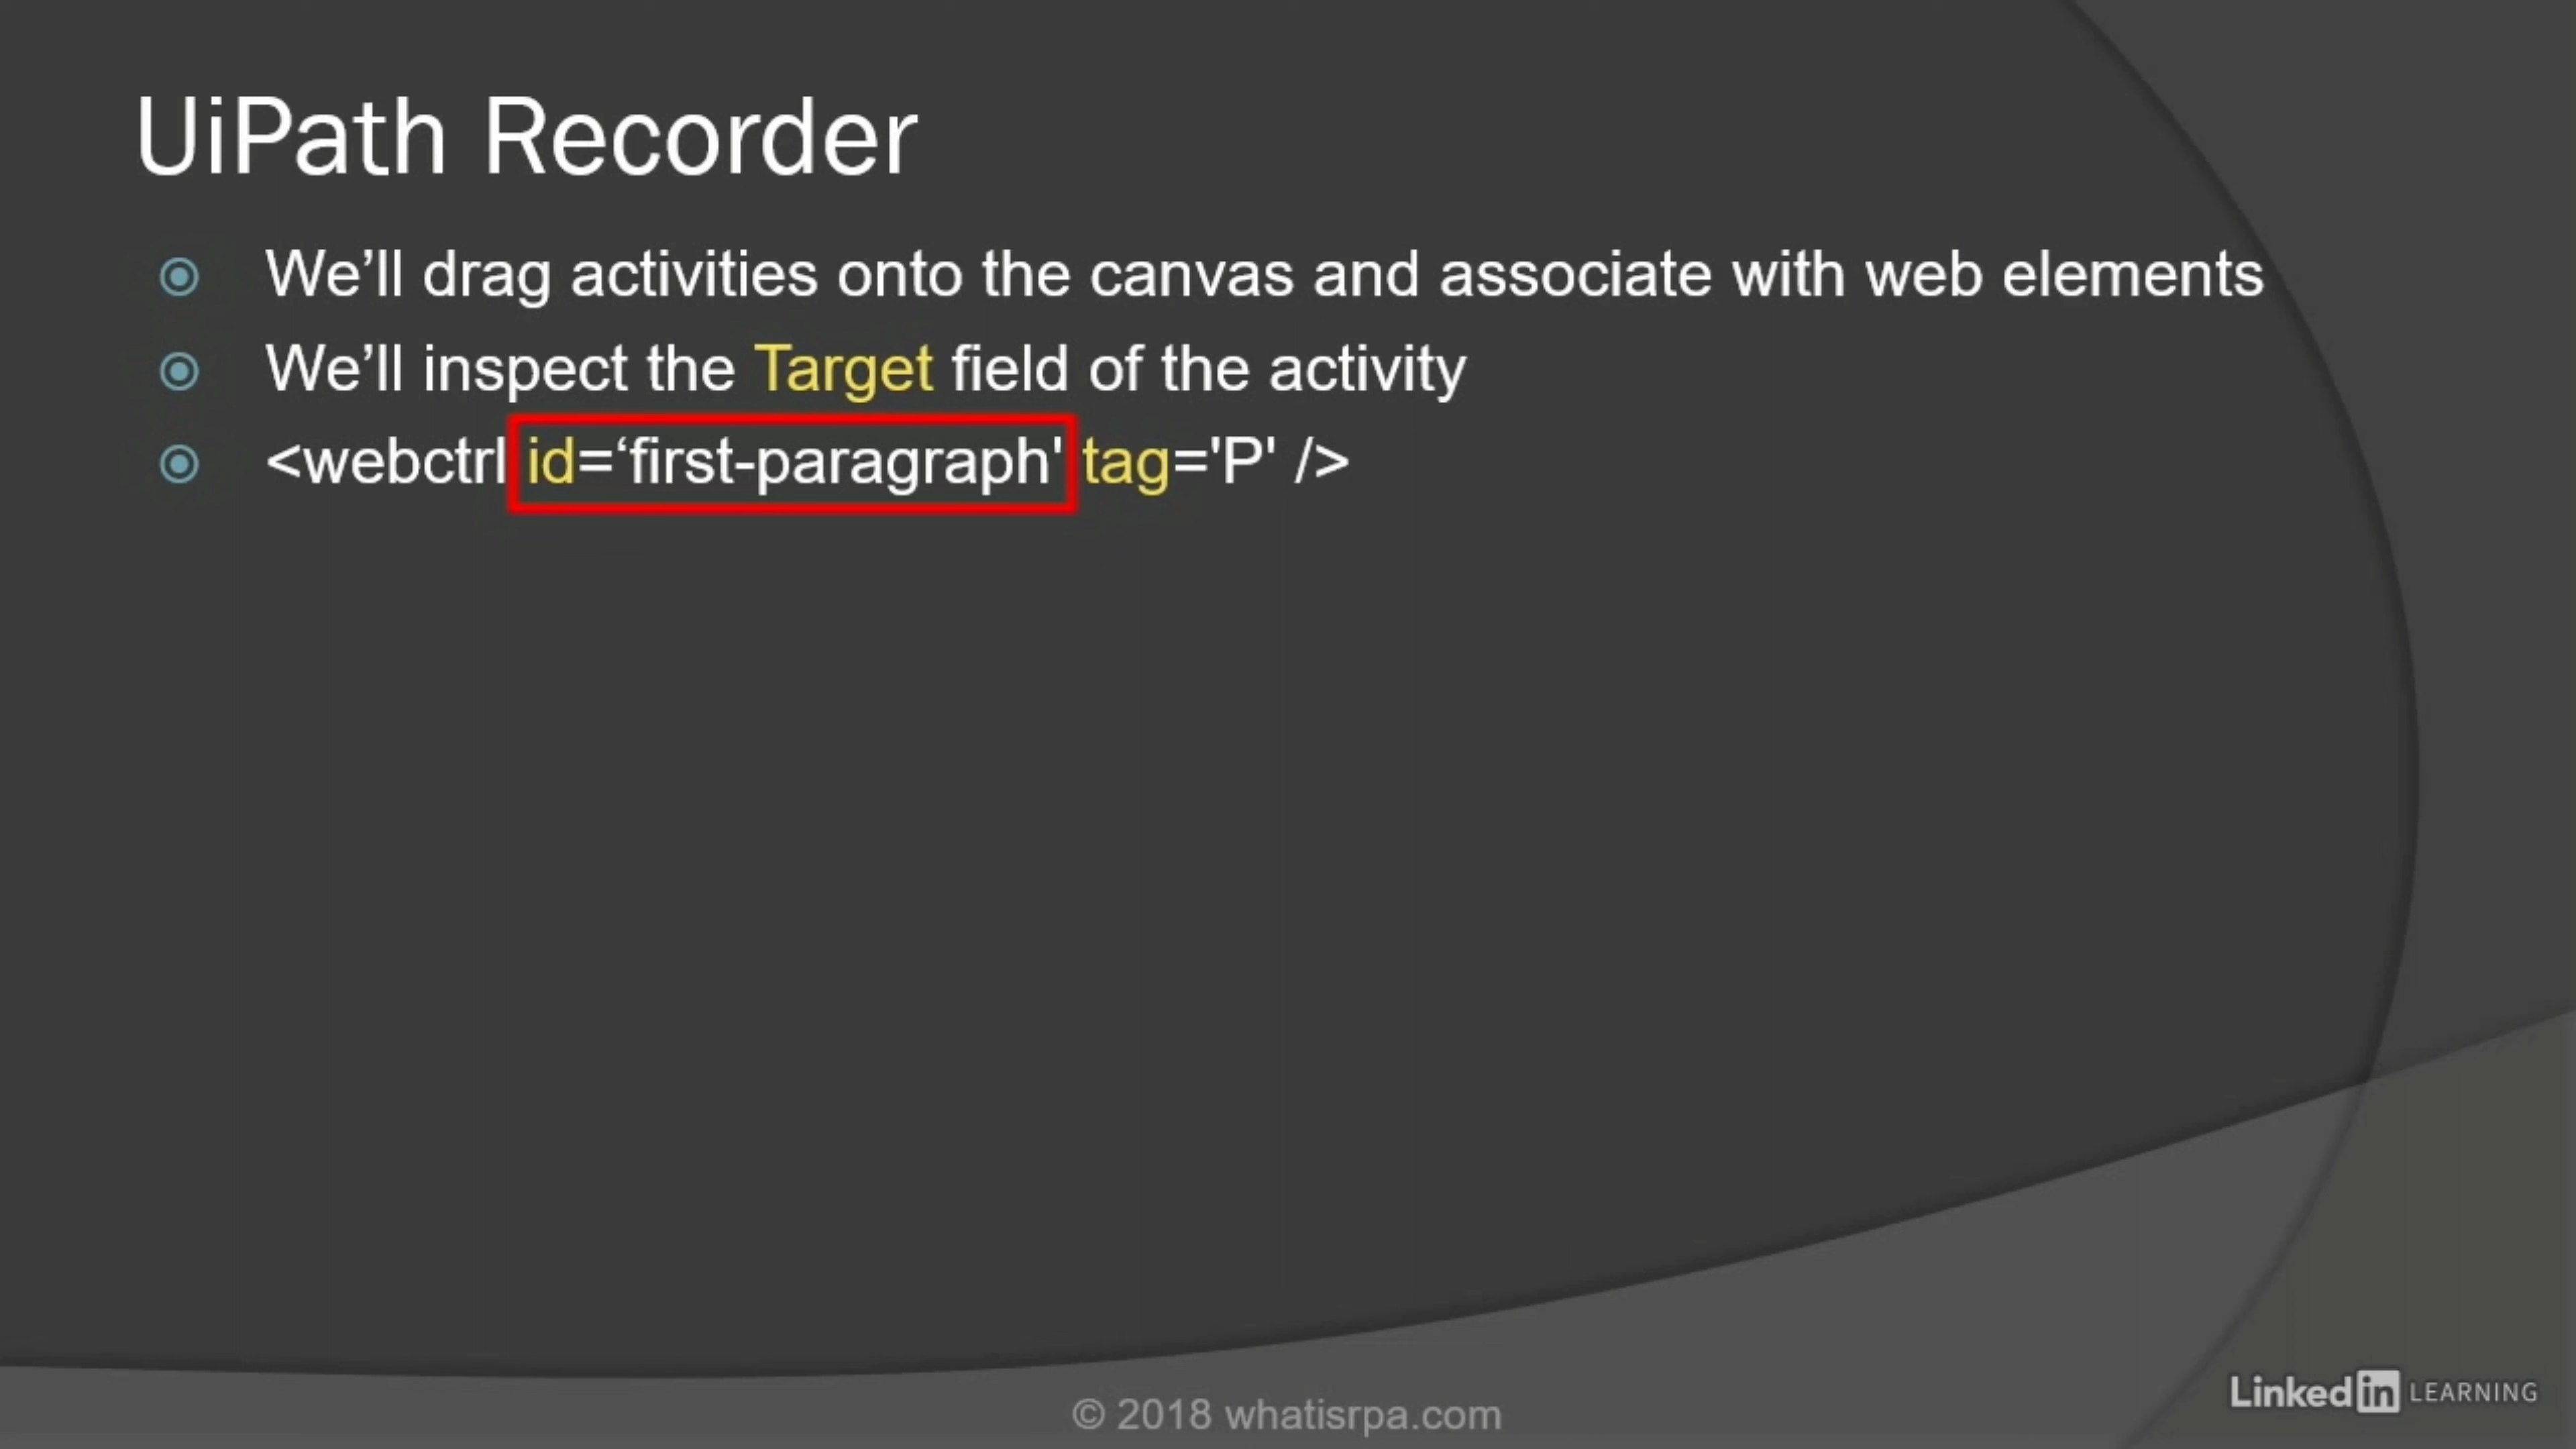 UiPath Recorder
We’ll drag activities onto the canvas and associate with web elements
We’ll inspect the Target field of the activity
<webctrl id=‘first-paragraph' tag='P' />
© 2018 whatisrpa.com
Linked in LEARNING